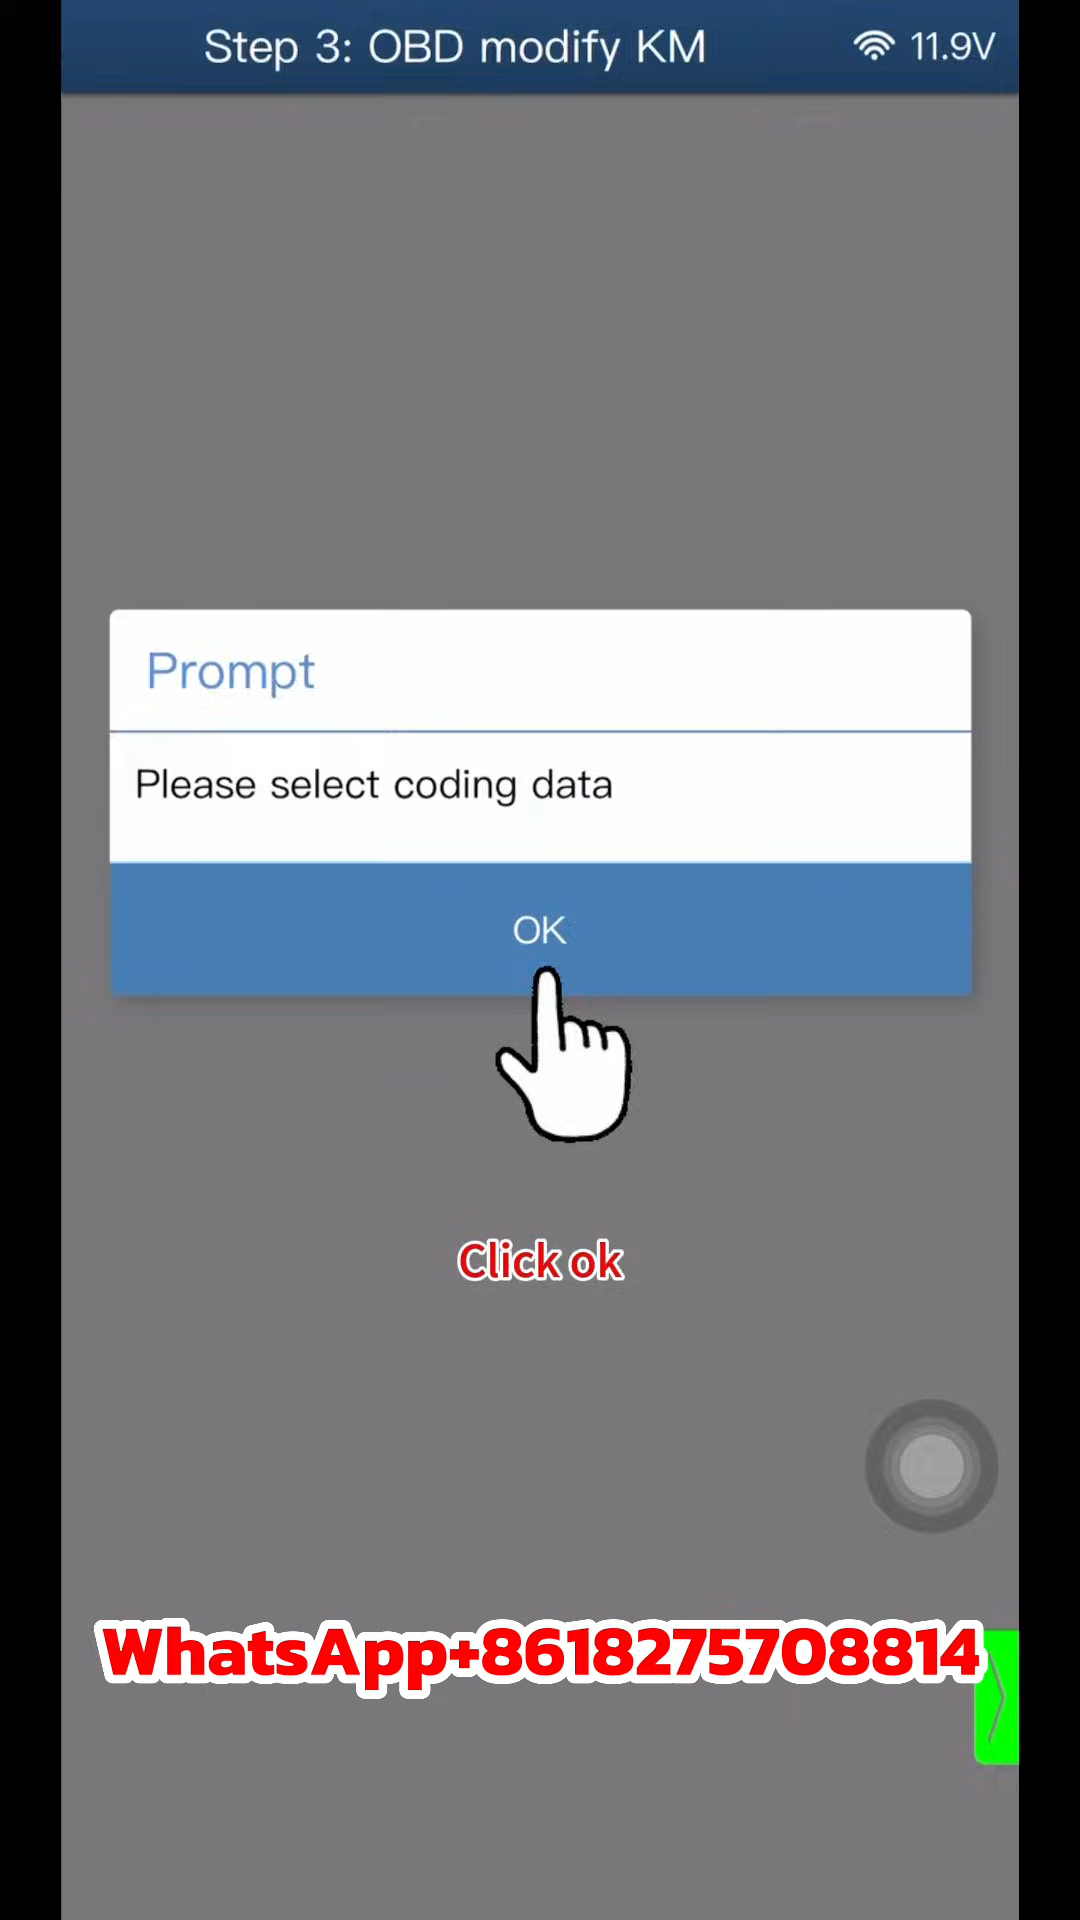 Step 3: OBD modify KM
11.9V
Prompt
Please select coding data
OK
Click ok
WhatsApp+8618275708814